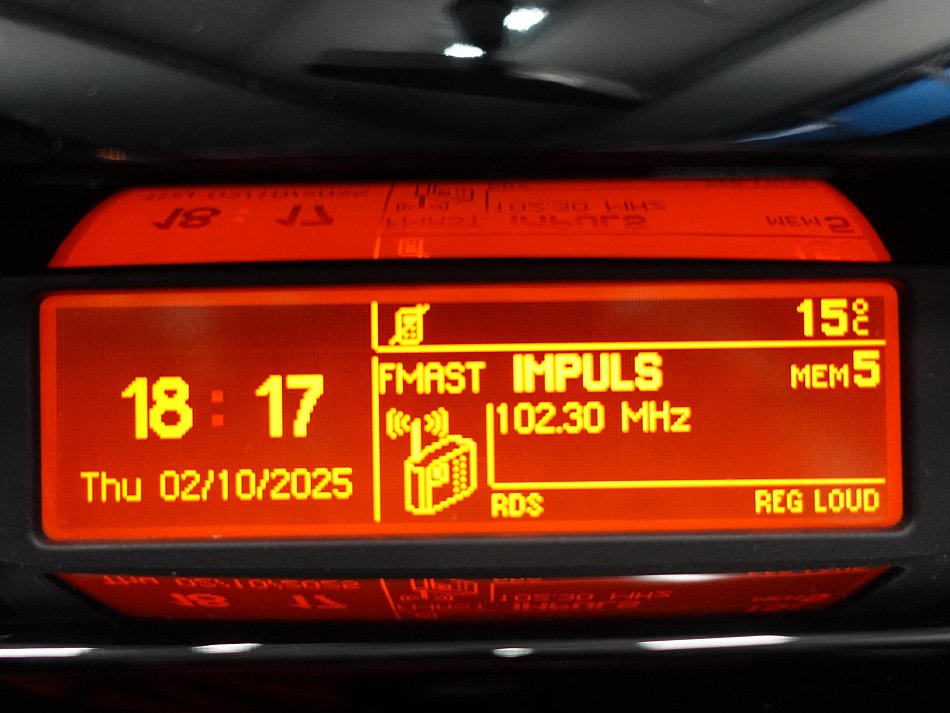 15°C
FMAST IMPULS MEM 5
18:17
102.30 MHz
Thu 02/10/2025
RDS REG LOUD